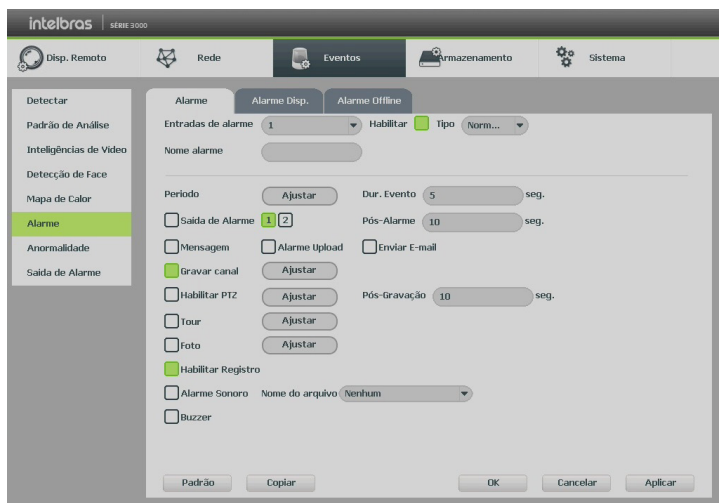 intelbras SÉRIE 3000
Disp. Remoto Rede Eventos Armazenamento Sistema
Detectar
Padrão de Análise
Inteligências de Vídeo
Detecção de Face
Mapa de Calor
Alarme
Anormalidade
Saída de Alarme
Alarme Alarme Disp. Alarme Offline
Entradas de alarme 1 Habilitar Tipo Norm...
Nome alarme
Período Ajustar Dur. Evento 5 seg.
Saída de Alarme 1 2 Pós-Alarme 10 seg.
Mensagem Alarme Upload Enviar E-mail
Gravar canal Ajustar
Habilitar PTZ Ajustar Pós-Gravação 10 seg.
Tour Ajustar
Foto Ajustar
Habilitar Registro
Alarme Sonoro Nome do arquivo Nenhum
Buzzer
Padrão Copiar OK Cancelar Aplicar